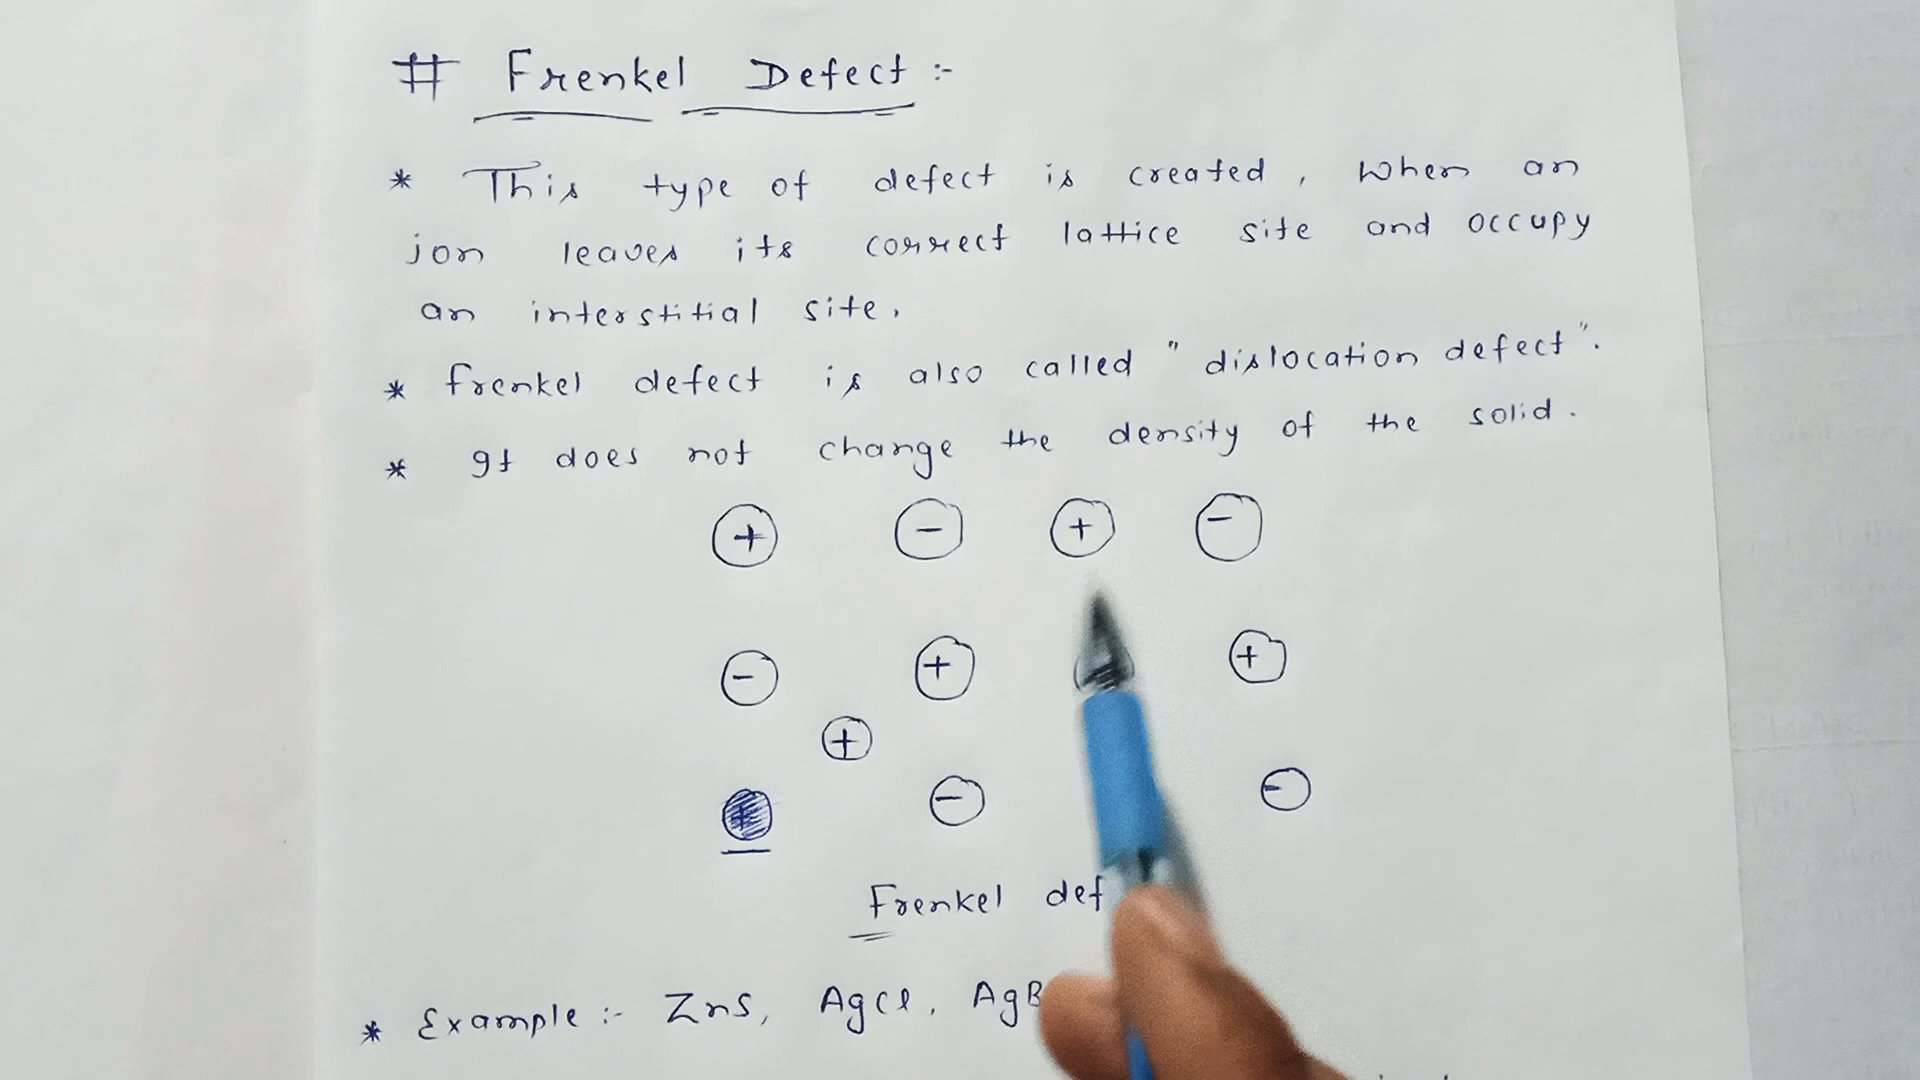 # Frenkel Defect :-
* This type of defect is created, when an
ion leaves its correct lattice site and occupy
an interstitial site.
* frenkel defect is also called "dislocation defect".
* It does not change the density of the solid.
+ - + -
- + +
+
+ - -
Frenkel def
* Example :- ZnS, AgCl, AgB